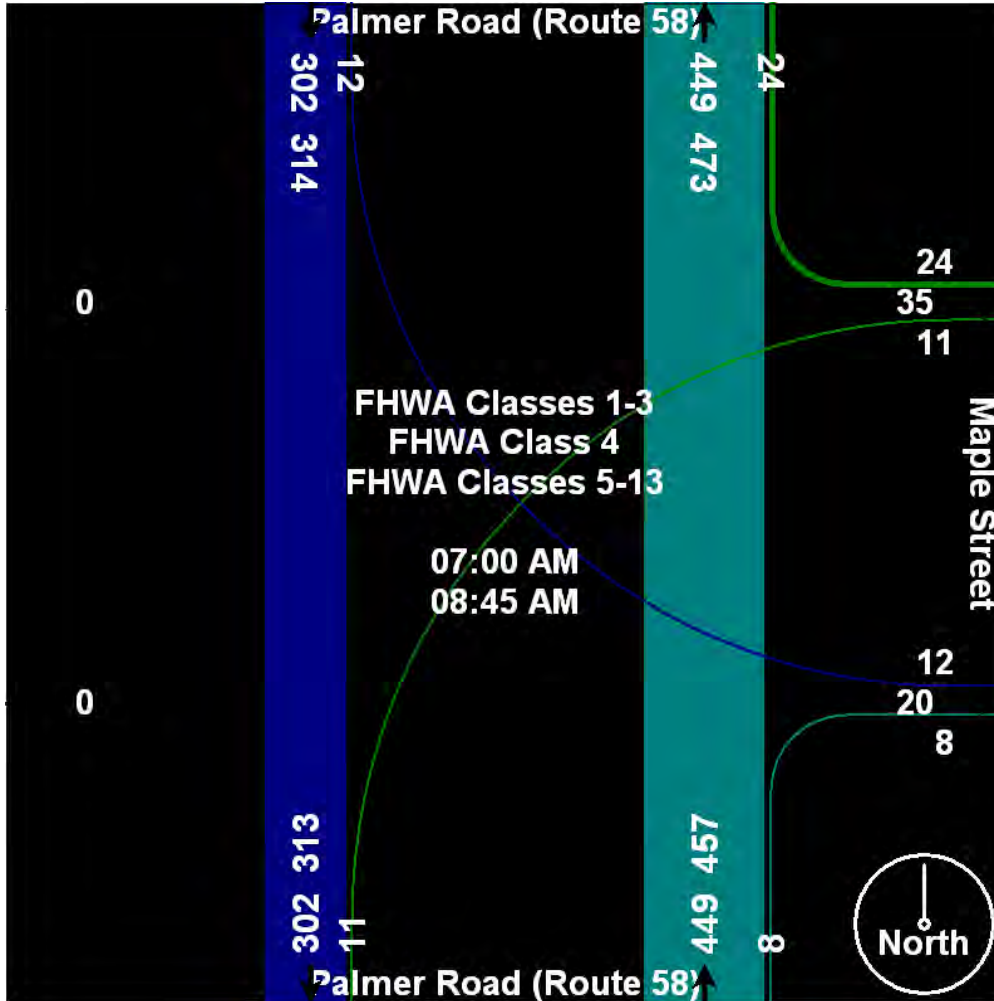 Palmer Road (Route 58)
302 12
314
449 24
473
24
35
11
0
FHWA Classes 1-3
FHWA Class 4
FHWA Classes 5-13
Maple Street
07:00 AM
08:45 AM
12
20
8
0
302 313
11
449 457
8
North
Palmer Road (Route 58)